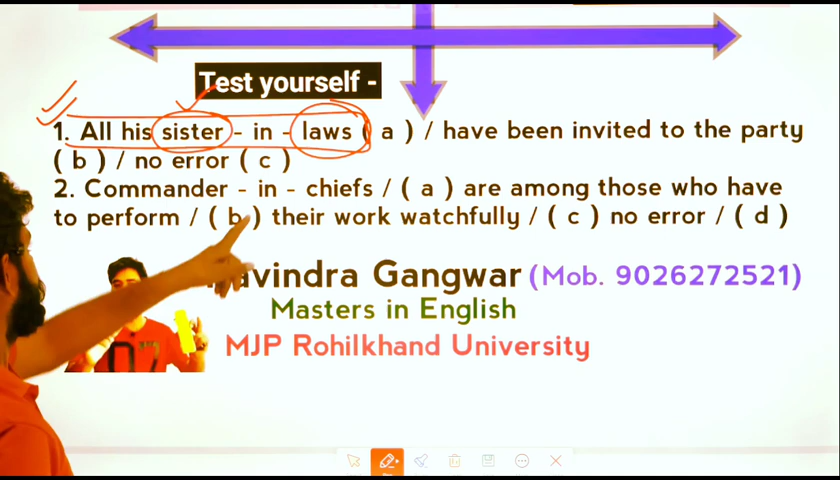 Test yourself -
1. All his sister - in - laws ( a ) / have been invited to the party
( b ) / no error ( c )
2. Commander - in - chiefs / ( a ) are among those who have
to perform / ( b ) their work watchfully / ( c ) no error / ( d )
Gangwar (Mob. 9026272521)
Masters in English
MJP Rohilkhand University
07